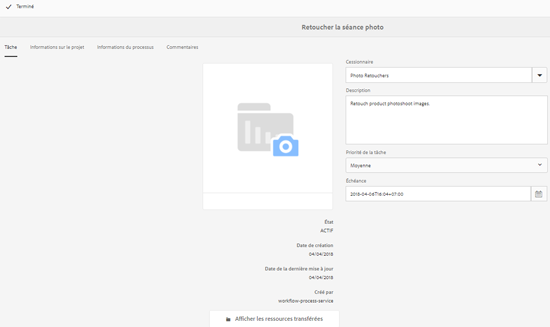 Terminé
Retoucher la séance photo
Tâche Informations sur le projet Informations du processus Commentaires
Cessionnaire
Photo Retouchers
Description
Retouch product photoshoot images.
Priorité de la tâche
Moyenne
Échéance
2018-04-06T16:04+07:00
État
ACTIF
Date de création
04/04/2018
Date de la dernière mise à jour
04/04/2018
Créé par
workflow-process-service
Afficher les ressources transférées